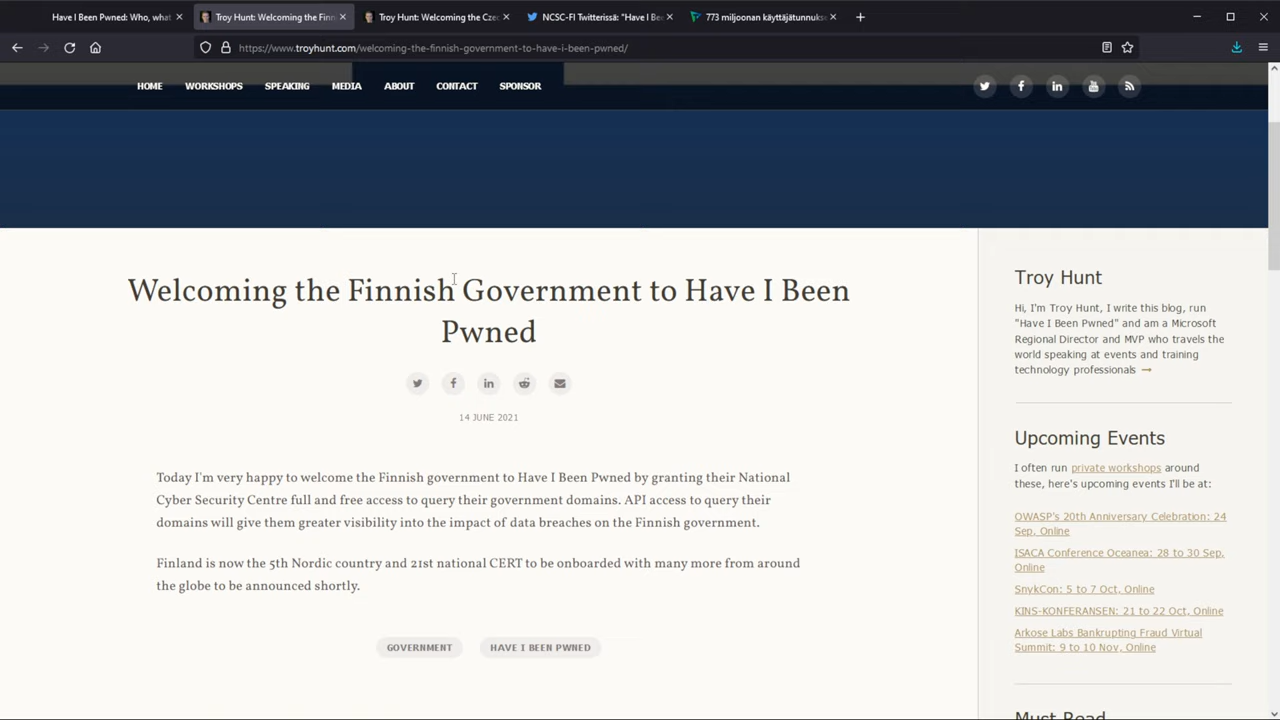 Have I Been Pwned: Who, what
Troy Hunt: Welcoming the Finn
Troy Hunt: Welcoming the Cze
NCSC-FI Twitterissä: "Have I Be
773 miljoonan käyttäjätunnuks
https://www.troyhunt.com/welcoming-the-finnish-government-to-have-i-been-pwned/
HOME WORKSHOPS SPEAKING MEDIA ABOUT CONTACT SPONSOR
Welcoming the Finnish Government to Have I Been
Pwned
14 JUNE 2021
Today I'm very happy to welcome the Finnish government to Have I Been Pwned by granting their National
Cyber Security Centre full and free access to query their government domains. API access to query their
domains will give them greater visibility into the impact of data breaches on the Finnish government.
Finland is now the 5th Nordic country and 21st national CERT to be onboarded with many more from around
the globe to be announced shortly.
GOVERNMENT HAVE I BEEN PWNED
Troy Hunt
Hi, I'm Troy Hunt, I write this blog, run
"Have I Been Pwned" and am a Microsoft
Regional Director and MVP who travels the
world speaking at events and training
technology professionals →
Upcoming Events
I often run private workshops around
these, here's upcoming events I'll be at:
OWASP's 20th Anniversary Celebration: 24
Sep, Online
ISACA Conference Oceanea: 28 to 30 Sep,
Online
SnykCon: 5 to 7 Oct, Online
KINS-KONFERANSEN: 21 to 22 Oct, Online
Arkose Labs Bankrupting Fraud Virtual
Summit: 9 to 10 Nov, Online
Must Read